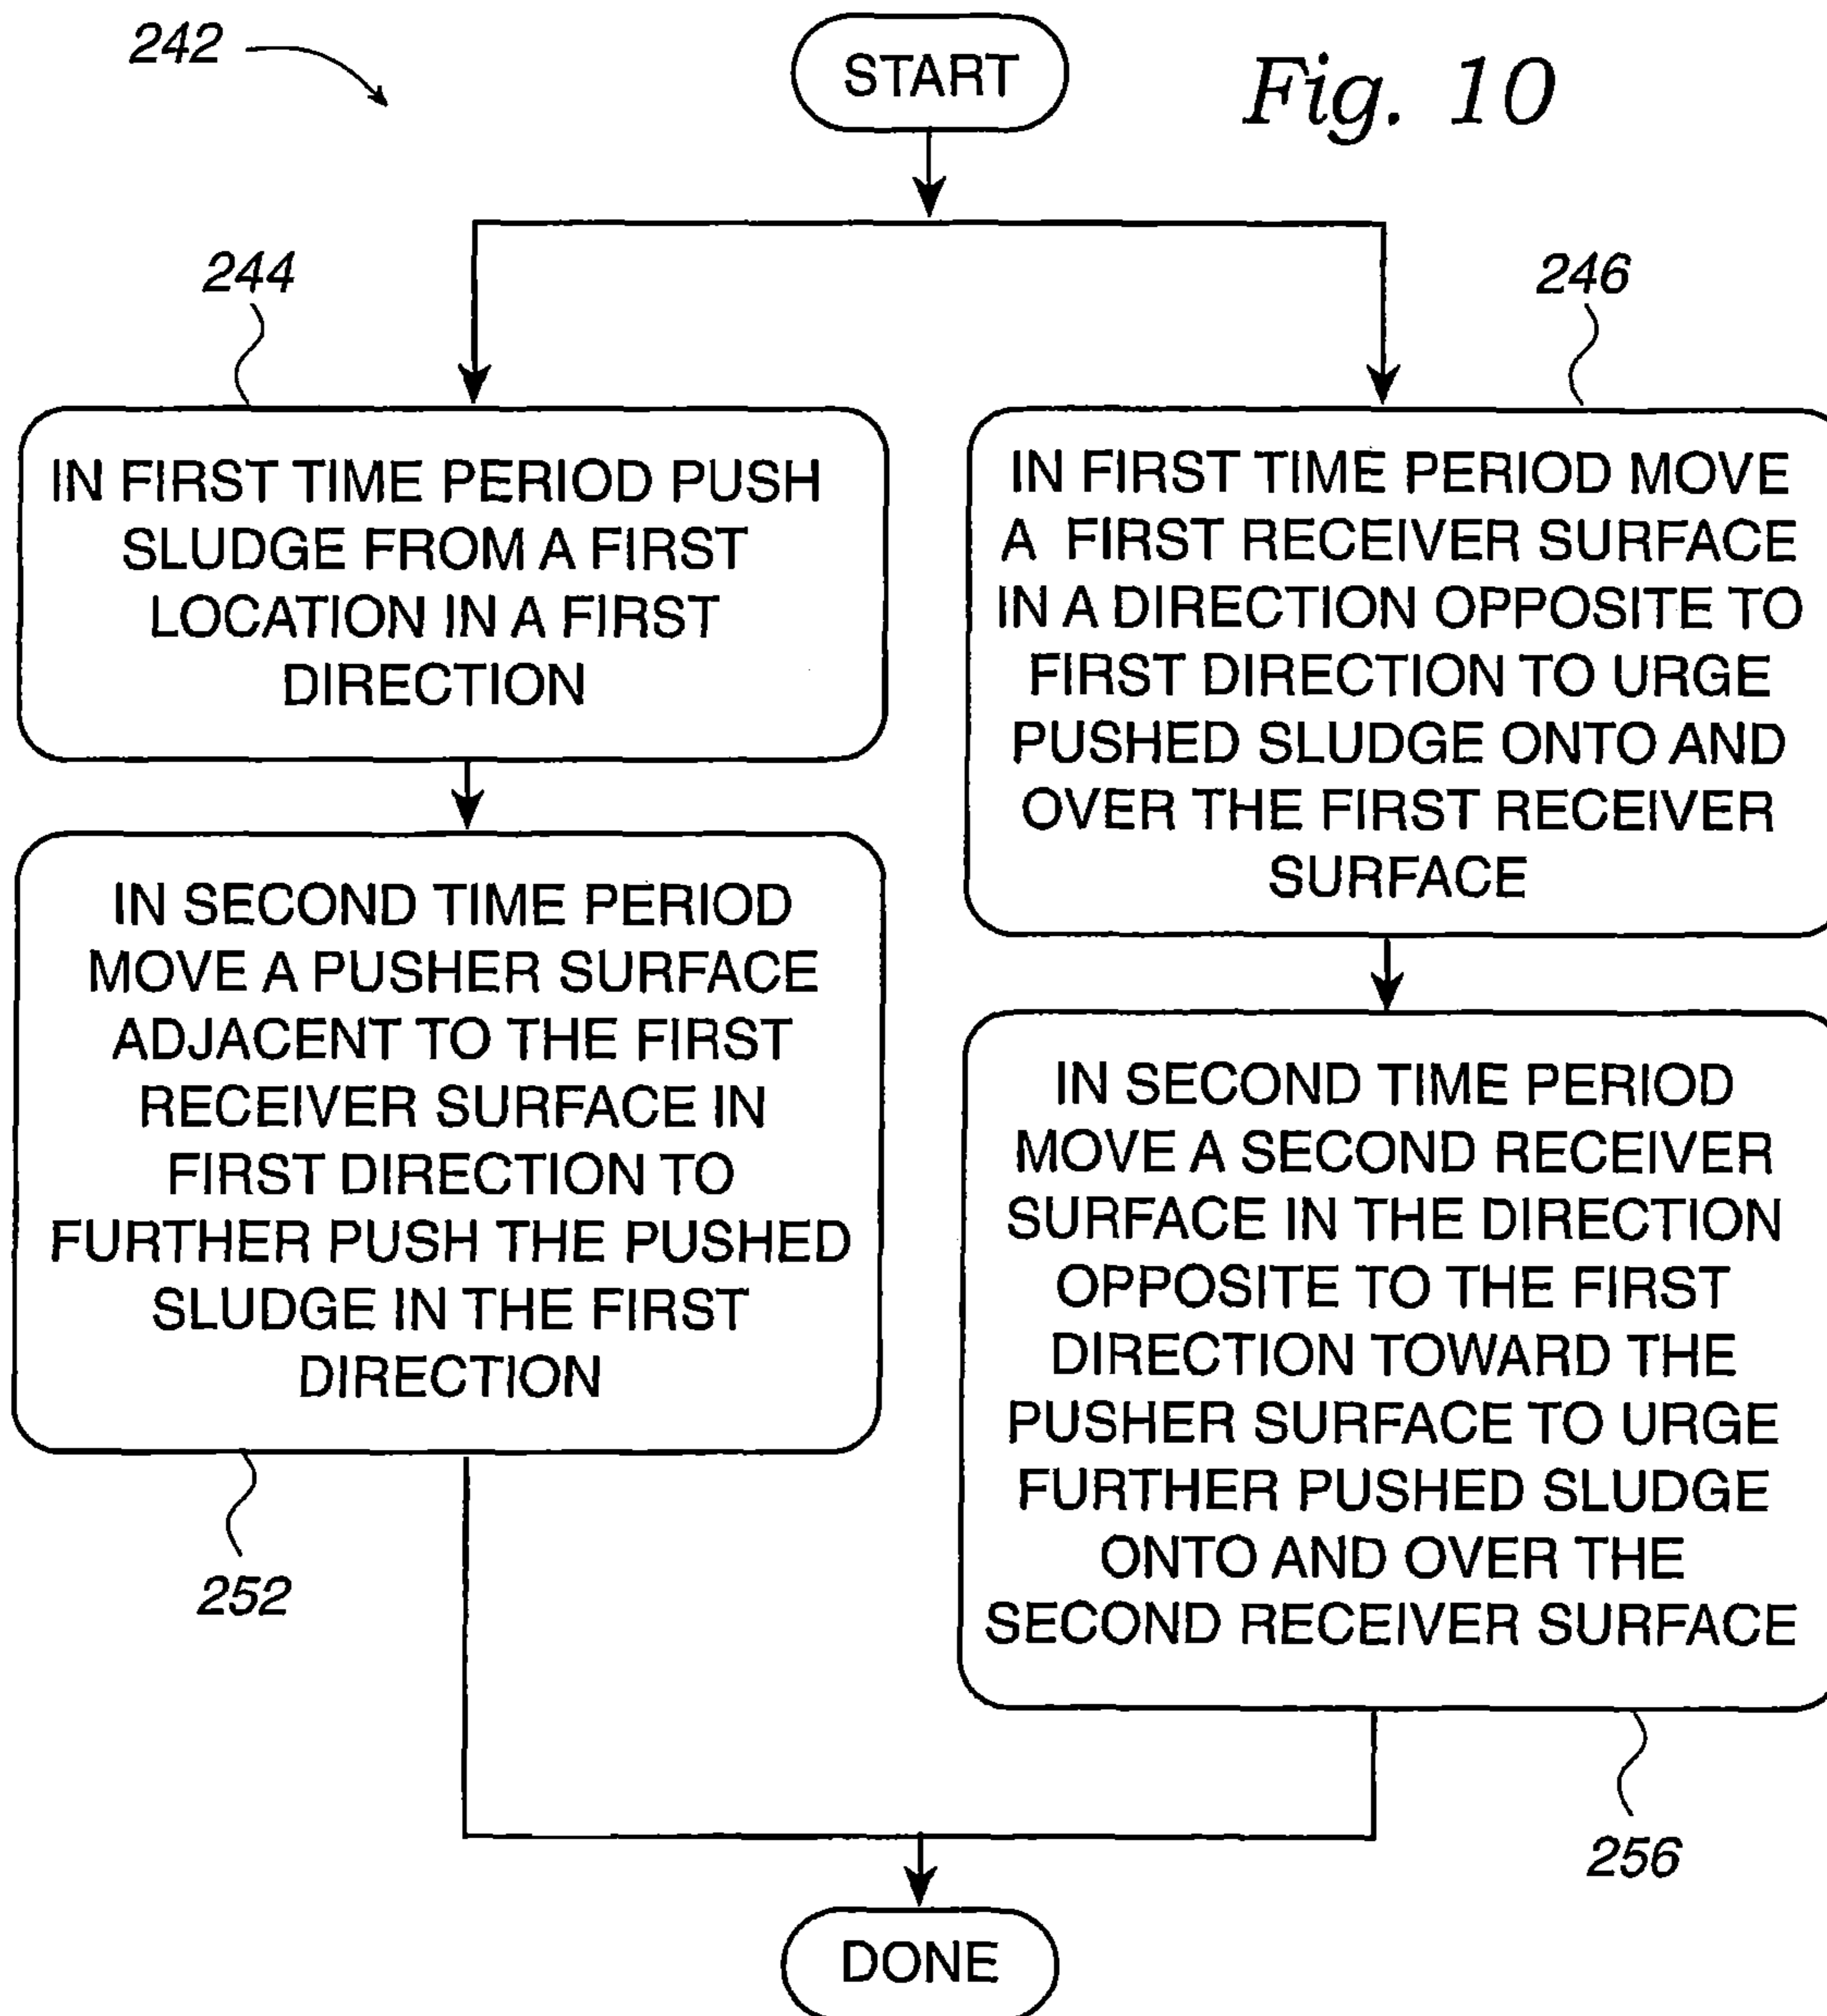 242
START
Fig. 10
244
IN FIRST TIME PERIOD PUSH
SLUDGE FROM A FIRST
LOCATION IN A FIRST
DIRECTION
246
IN FIRST TIME PERIOD MOVE
A FIRST RECEIVER SURFACE
IN A DIRECTION OPPOSITE TO
FIRST DIRECTION TO URGE
PUSHED SLUDGE ONTO AND
OVER THE FIRST RECEIVER
SURFACE
IN SECOND TIME PERIOD
MOVE A PUSHER SURFACE
ADJACENT TO THE FIRST
RECEIVER SURFACE IN
FIRST DIRECTION TO
FURTHER PUSH THE PUSHED
SLUDGE IN THE FIRST
DIRECTION
252
IN SECOND TIME PERIOD
MOVE A SECOND RECEIVER
SURFACE IN THE DIRECTION
OPPOSITE TO THE FIRST
DIRECTION TOWARD THE
PUSHER SURFACE TO URGE
FURTHER PUSHED SLUDGE
ONTO AND OVER THE
SECOND RECEIVER SURFACE
256
DONE